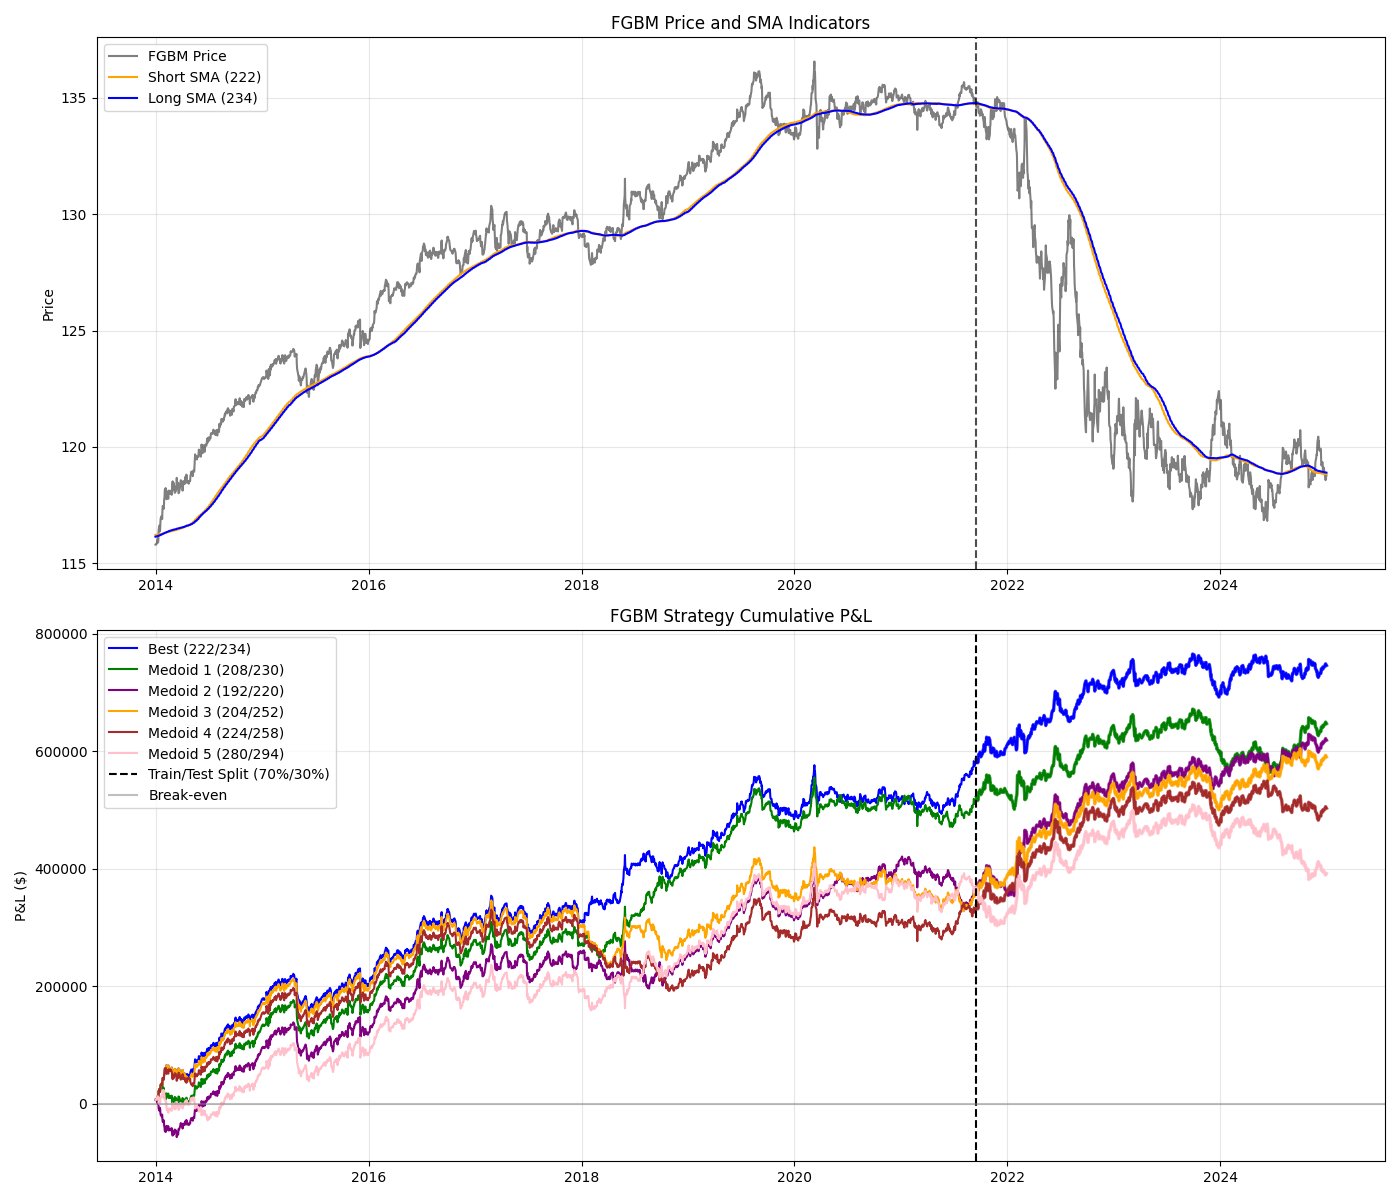 FGBM Price and SMA Indicators
FGBM Price
Short SMA (222)
Long SMA (234)
Price
135
130
125
120
115
2014
2016
2018
2020
2022
2024
FGBM Strategy Cumulative P&L
Best (222/234)
Medoid 1 (208/230)
Medoid 2 (192/220)
Medoid 3 (204/252)
Medoid 4 (224/258)
Medoid 5 (280/294)
Train/Test Split (70%/30%)
Break-even
P&L ($)
800000
600000
400000
200000
0
2014
2016
2018
2020
2022
2024